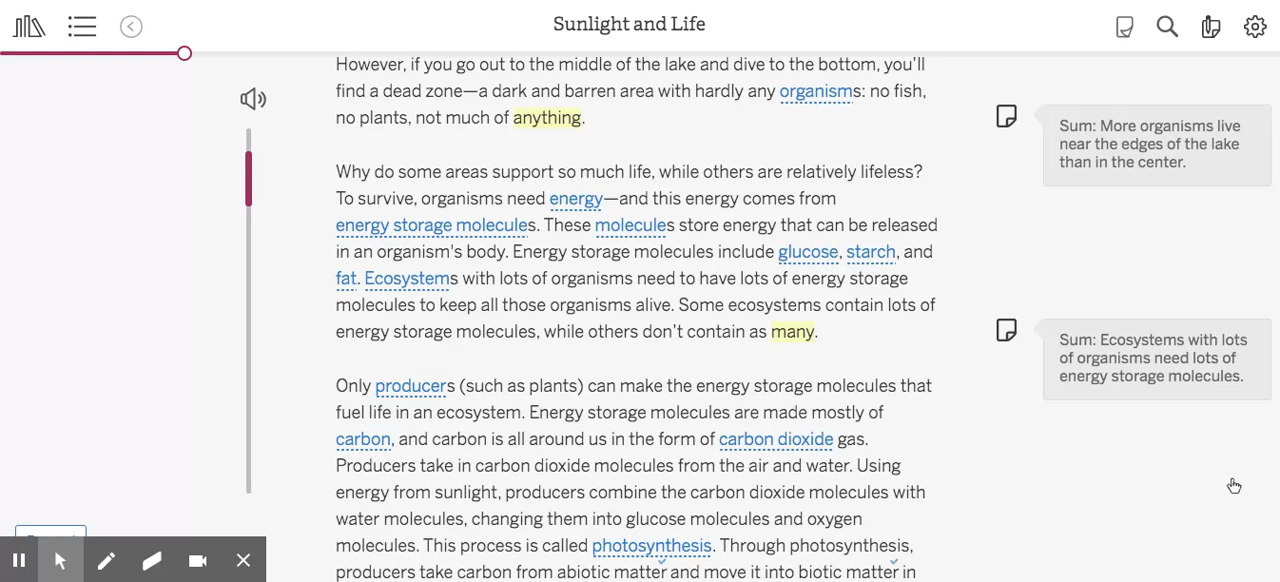 Sunlight and Life
However, if you go out to the middle of the lake and dive to the bottom, you'll
find a dead zone—a dark and barren area with hardly any organisms: no fish,
no plants, not much of anything.
Why do some areas support so much life, while others are relatively lifeless?
To survive, organisms need energy—and this energy comes from
energy storage molecules. These molecules store energy that can be released
in an organism's body. Energy storage molecules include glucose, starch, and
fat. Ecosystems with lots of organisms need to have lots of energy storage
molecules to keep all those organisms alive. Some ecosystems contain lots of
energy storage molecules, while others don't contain as many.
Only producers (such as plants) can make the energy storage molecules that
fuel life in an ecosystem. Energy storage molecules are made mostly of
carbon, and carbon is all around us in the form of carbon dioxide gas.
Producers take in carbon dioxide molecules from the air and water. Using
energy from sunlight, producers combine the carbon dioxide molecules with
water molecules, changing them into glucose molecules and oxygen
molecules. This process is called photosynthesis. Through photosynthesis,
producers take carbon from abiotic matter and move it into biotic matter in
Sum: More organisms live
near the edges of the lake
than in the center.
Sum: Ecosystems with lots
of organisms need lots of
energy storage molecules.